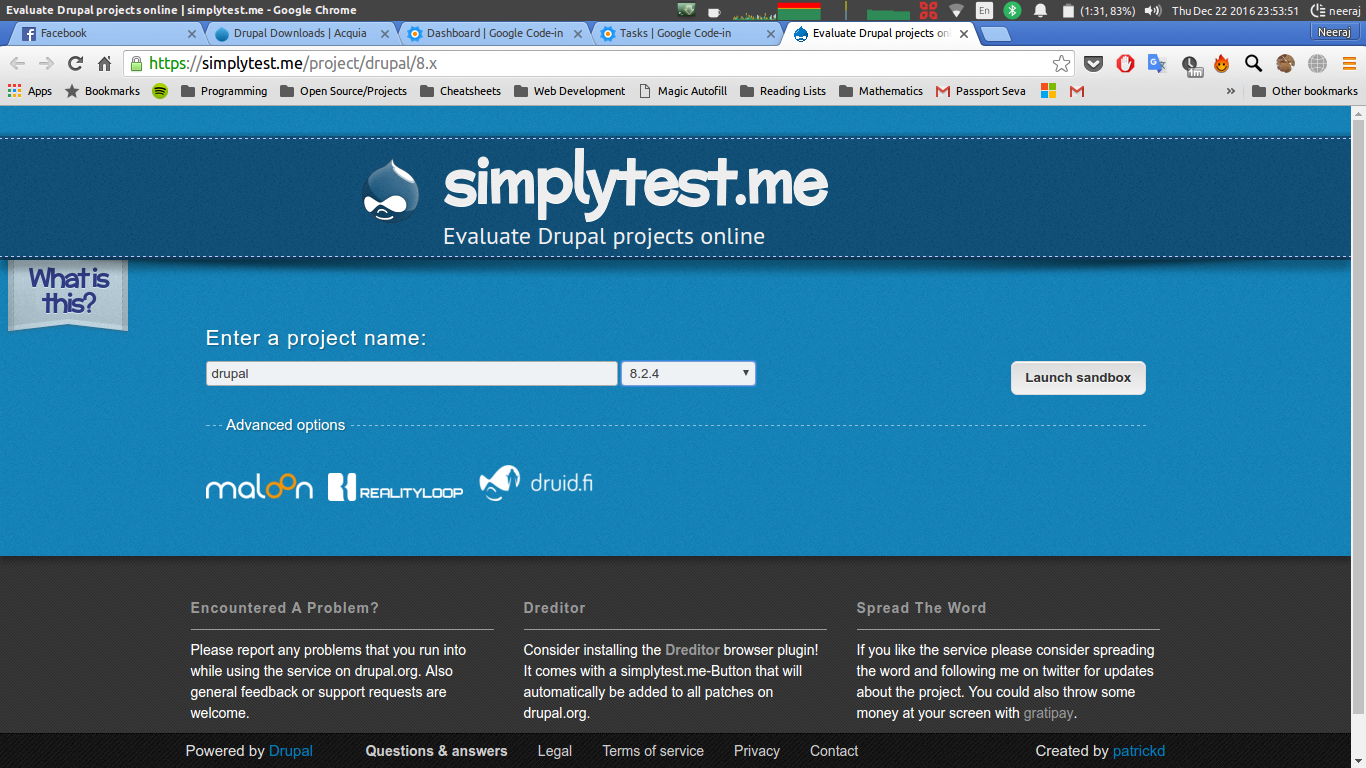 Evaluate Drupal projects online | simplytest.me - Google Chrome
En
(1:31, 83%)
Thu Dec 22 2016 23:53:51
neeraj
Facebook
Drupal Downloads | Acquia
Dashboard | Google Code-in
Tasks | Google Code-in
Evaluate Drupal projects on
Neeraj
https://simplytest.me/project/drupal/8.x
1m
Apps
Bookmarks
Programming
Open Source/Projects
Cheatsheets
Web Development
Magic Autofill
Reading Lists
Mathematics
Passport Seva
»
Other bookmarks
simplytest.me
Evaluate Drupal projects online
What is
this?
Enter a project name:
drupal
8.2.4
Launch sandbox
Advanced options
maloon
REALITYLOOP
druid.fi
Encountered A Problem?
Please report any problems that you run into
while using the service on drupal.org. Also
general feedback or support requests are
welcome.
Dreditor
Consider installing the Dreditor browser plugin!
It comes with a simplytest.me-Button that will
automatically be added to all patches on
drupal.org.
Spread The Word
If you like the service please consider spreading
the word and following me on twitter for updates
about the project. You could also throw some
money at your screen with gratipay.
Powered by Drupal
Questions & answers
Legal
Terms of service
Privacy
Contact
Created by patrickd